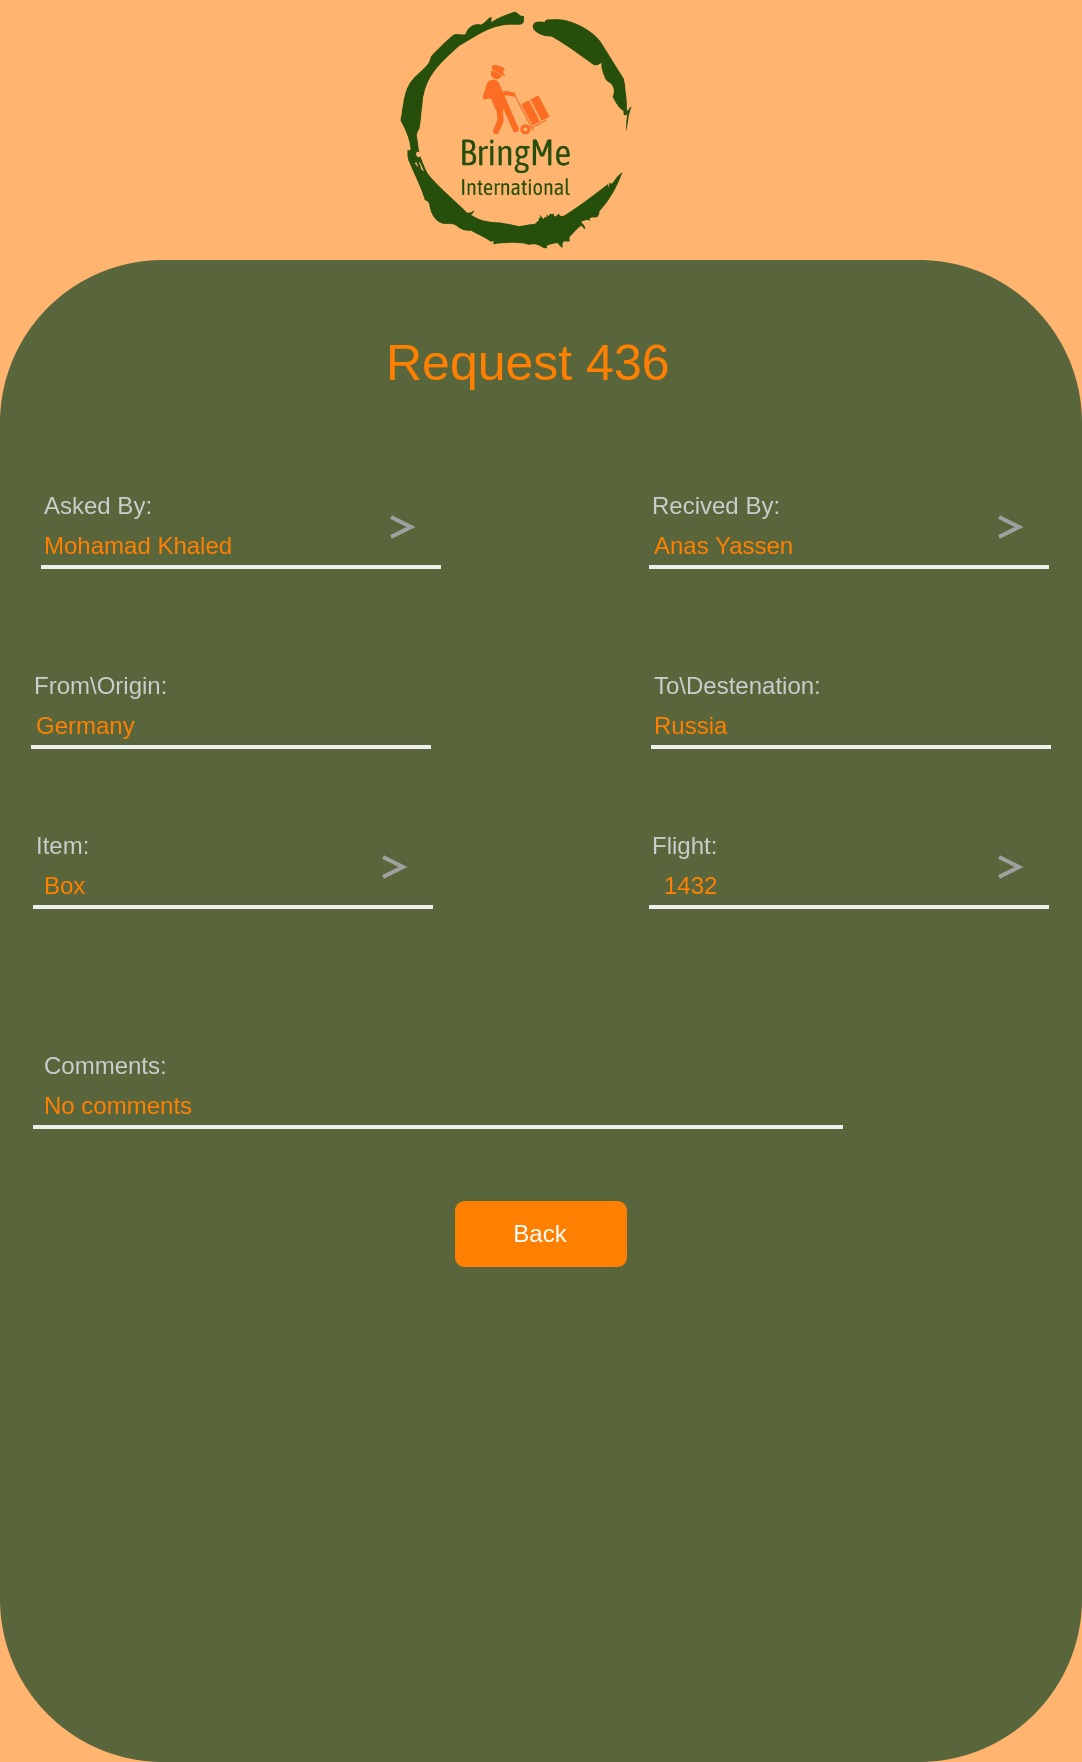 BringMe
International
Request 436
Asked By:
Mohamad Khaled
>
Recived By:
Anas Yassen
>
From\Origin:
Germany
To\Destenation:
Russia
Item:
Box
>
Flight:
1432
>
Comments:
No comments
Back